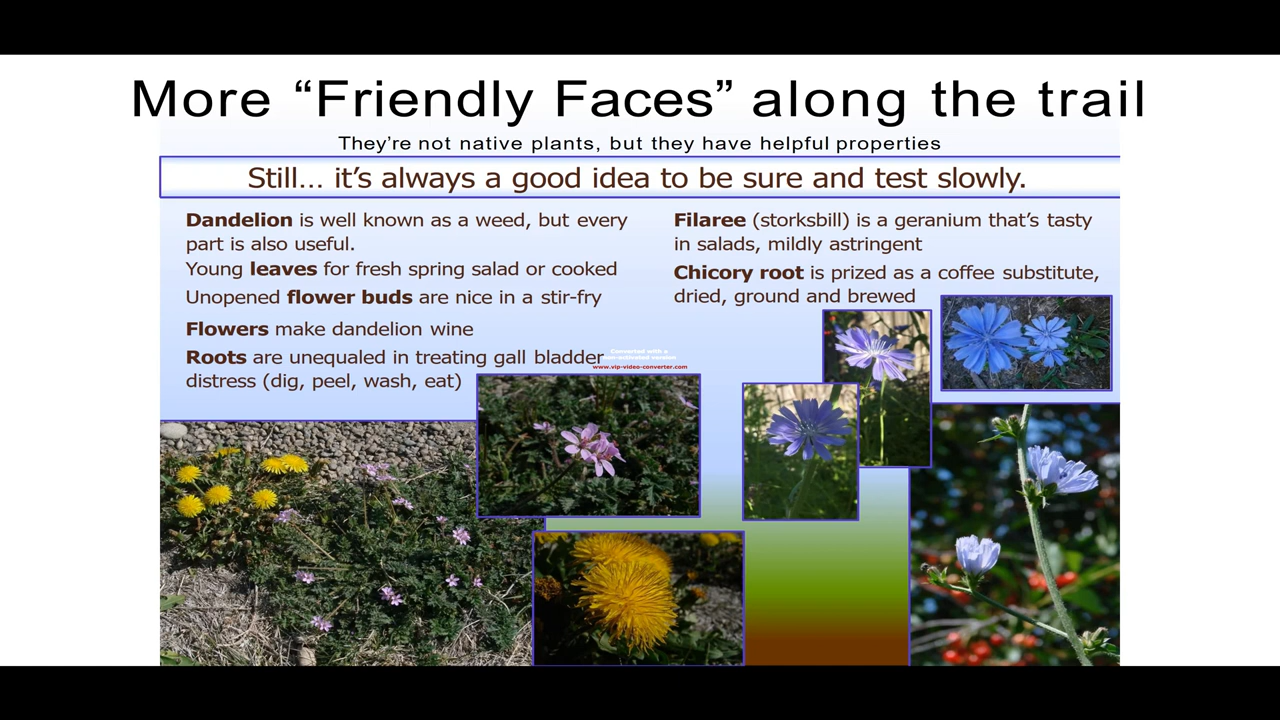 More “Friendly Faces” along the trail
They’re not native plants, but they have helpful properties
Still... it’s always a good idea to be sure and test slowly.
Dandelion is well known as a weed, but every
part is also useful.
Young leaves for fresh spring salad or cooked
Unopened flower buds are nice in a stir-fry
Flowers make dandelion wine
Roots are unequaled in treating gall bladder
distress (dig, peel, wash, eat)
Filaree (storksbill) is a geranium that’s tasty
in salads, mildly astringent
Chicory root is prized as a coffee substitute,
dried, ground and brewed
Converted with a
non-activated version
www.vip-video-converter.com